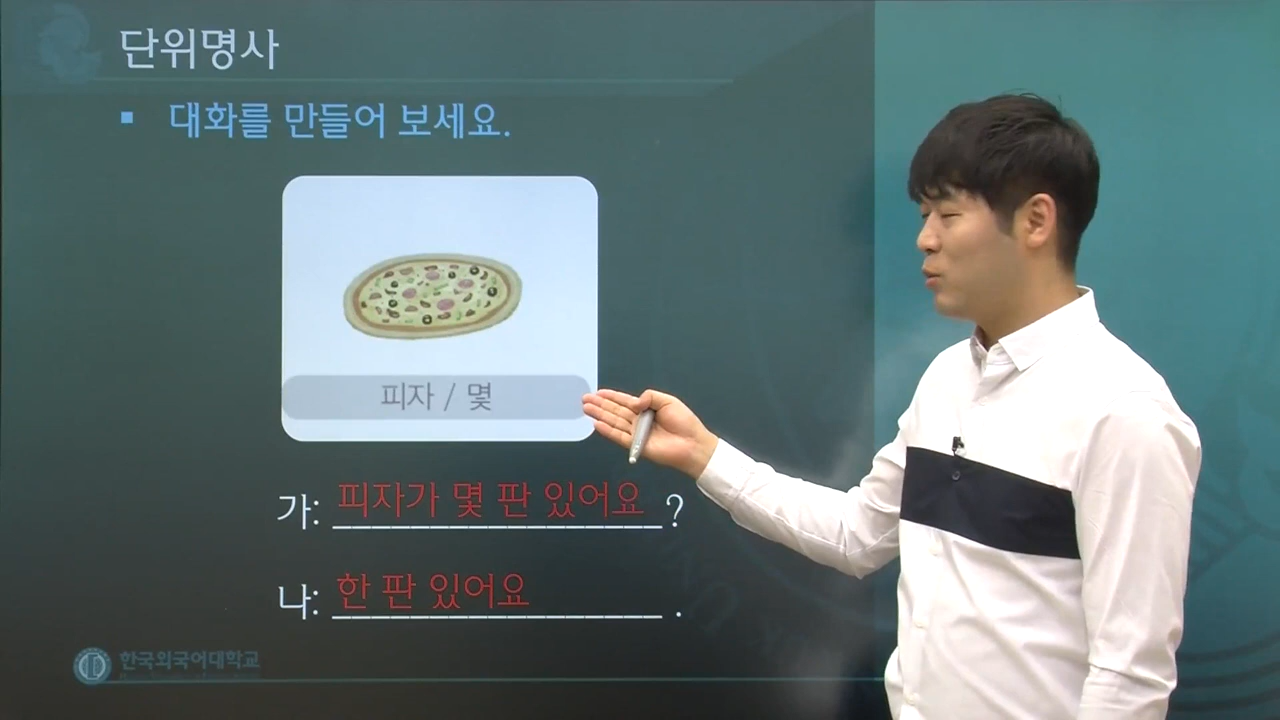 단위명사
▪ 대화를 만들어 보세요.
피자 / 몇
가: 피자가 몇 판 있어요?
나: 한 판 있어요.
한국외국어대학교